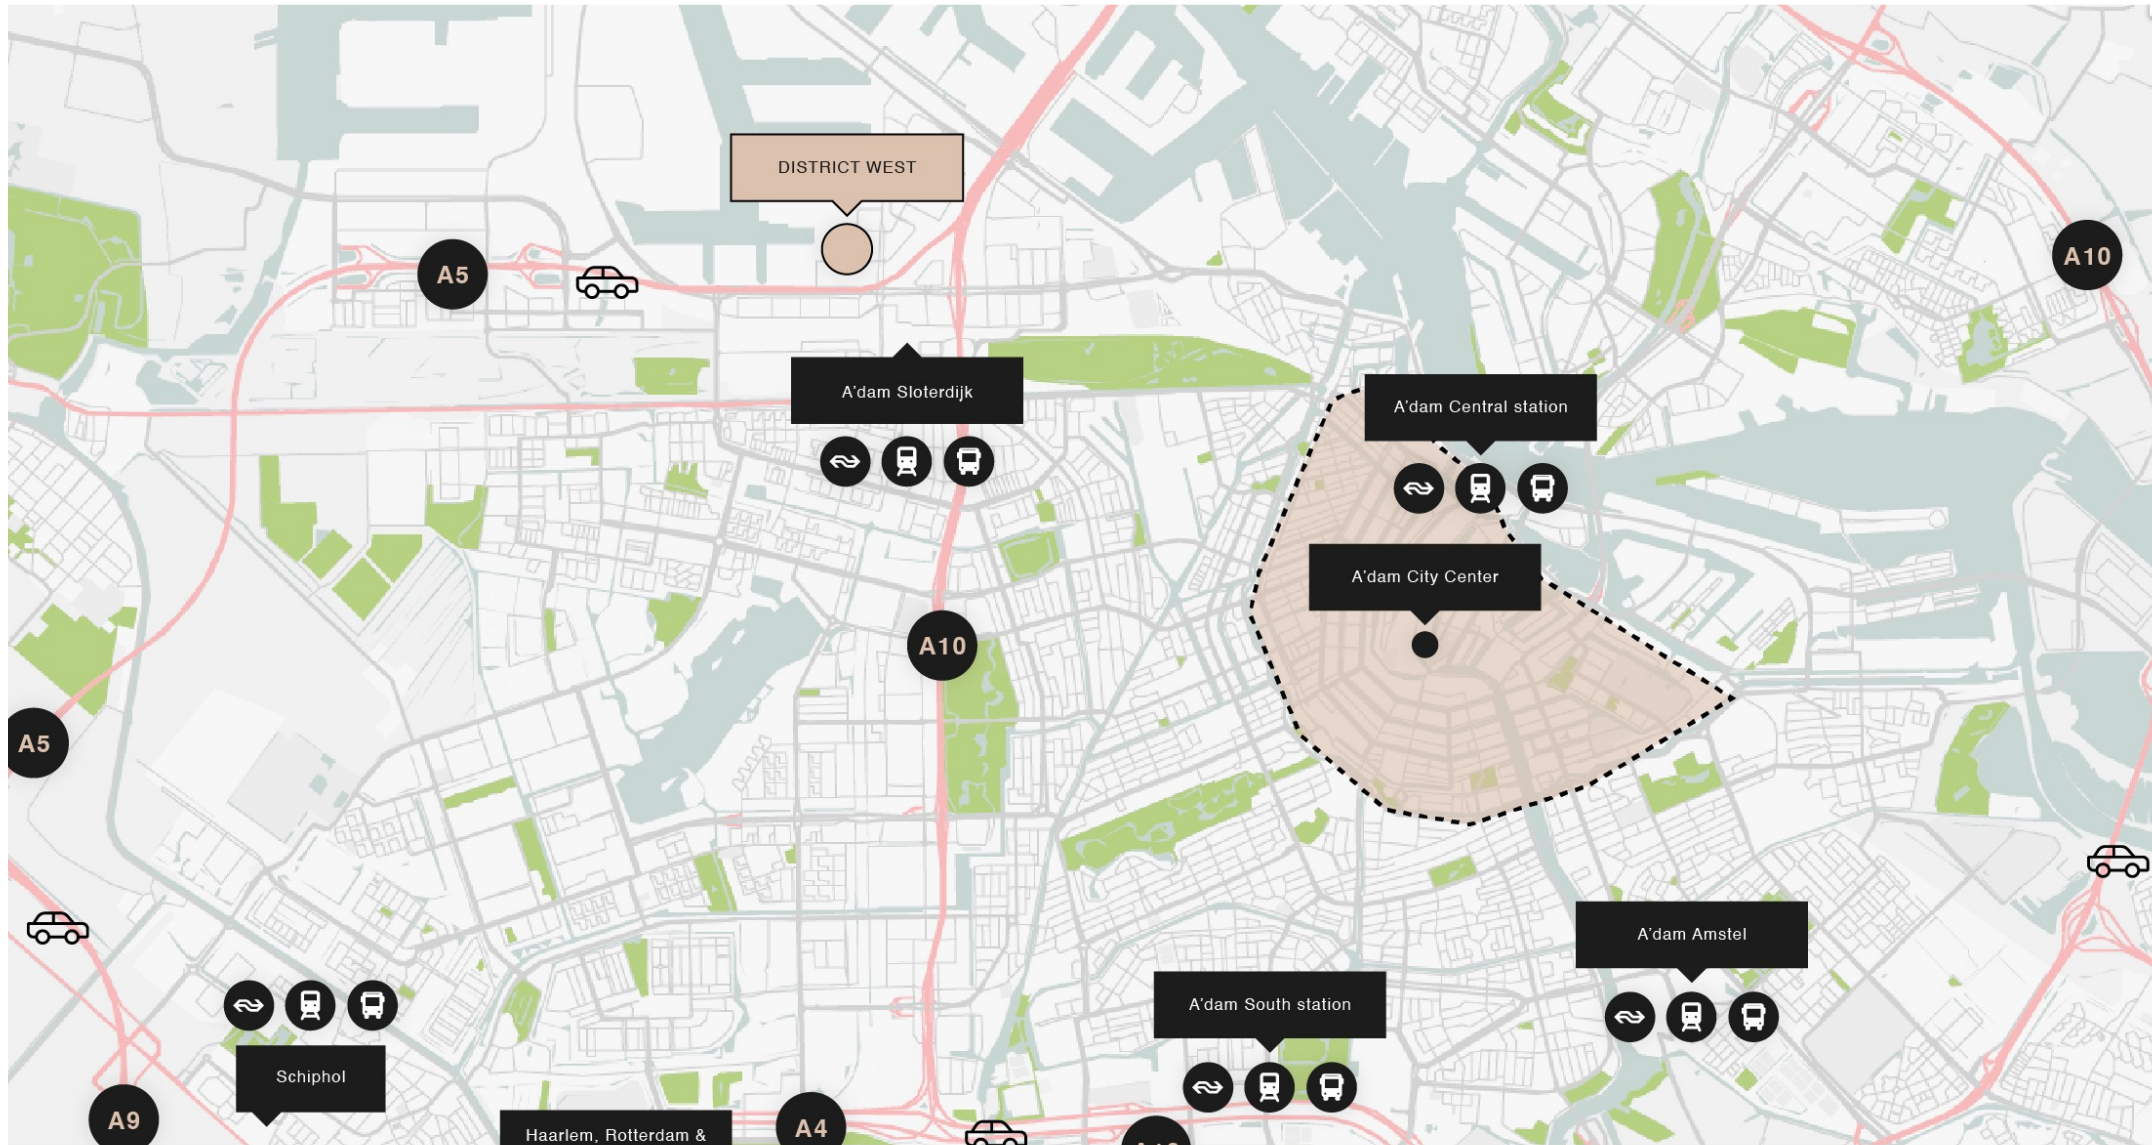 DISTRICT WEST
A10
A5
A'dam Sloterdijk
A'dam Central station
A'dam City Center
A10
A5
A'dam Amstel
A'dam South station
Schiphol
A9
A4
Haarlem, Rotterdam &